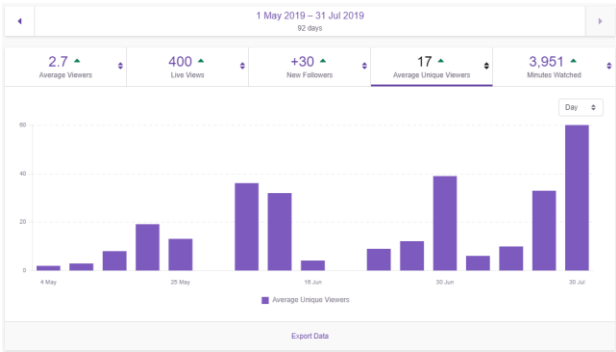 1 May 2019 – 31 Jul 2019
92 days
2.7
Average Viewers
400
Live Views
+30
New Followers
17
Average Unique Viewers
3,951
Minutes Watched
Day
60
40
20
0
4 May
25 May
16 Jun
30 Jun
30 Jul
Average Unique Viewers
Export Data